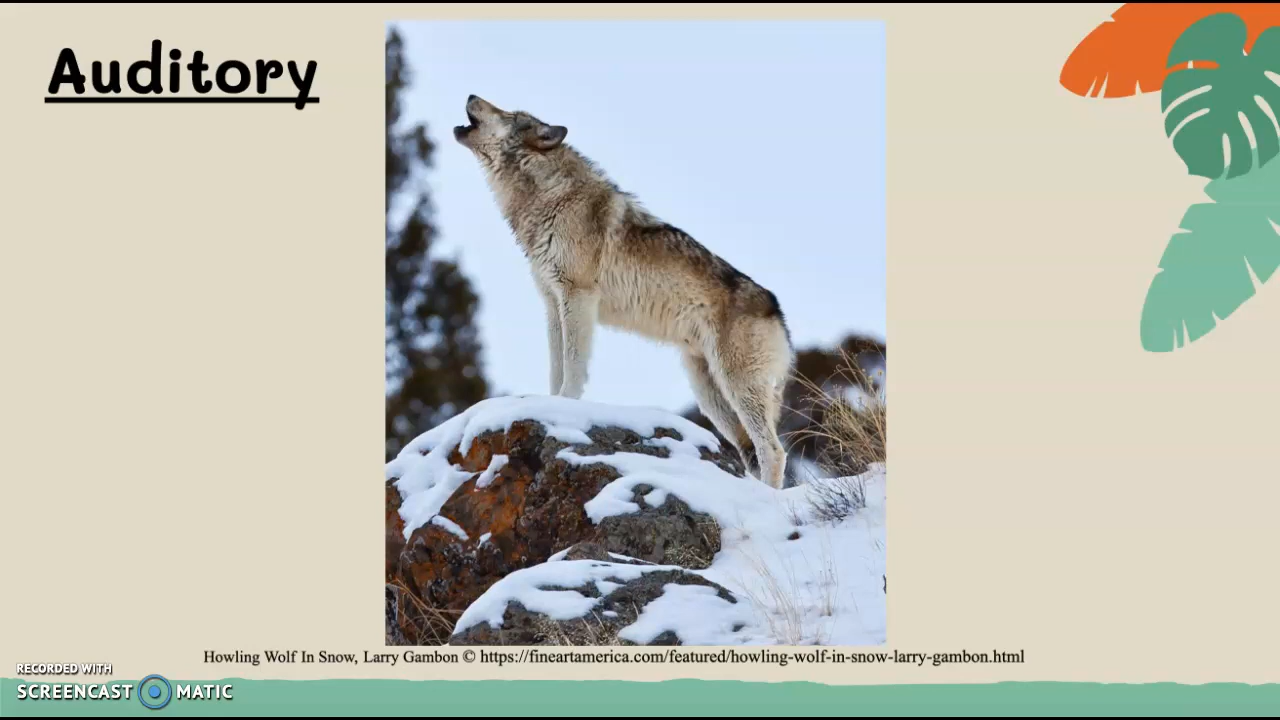 Auditory
Howling Wolf In Snow, Larry Gambon © https://fineartamerica.com/featured/howling-wolf-in-snow-larry-gambon.html
RECORDED WITH
SCREENCAST MATIC